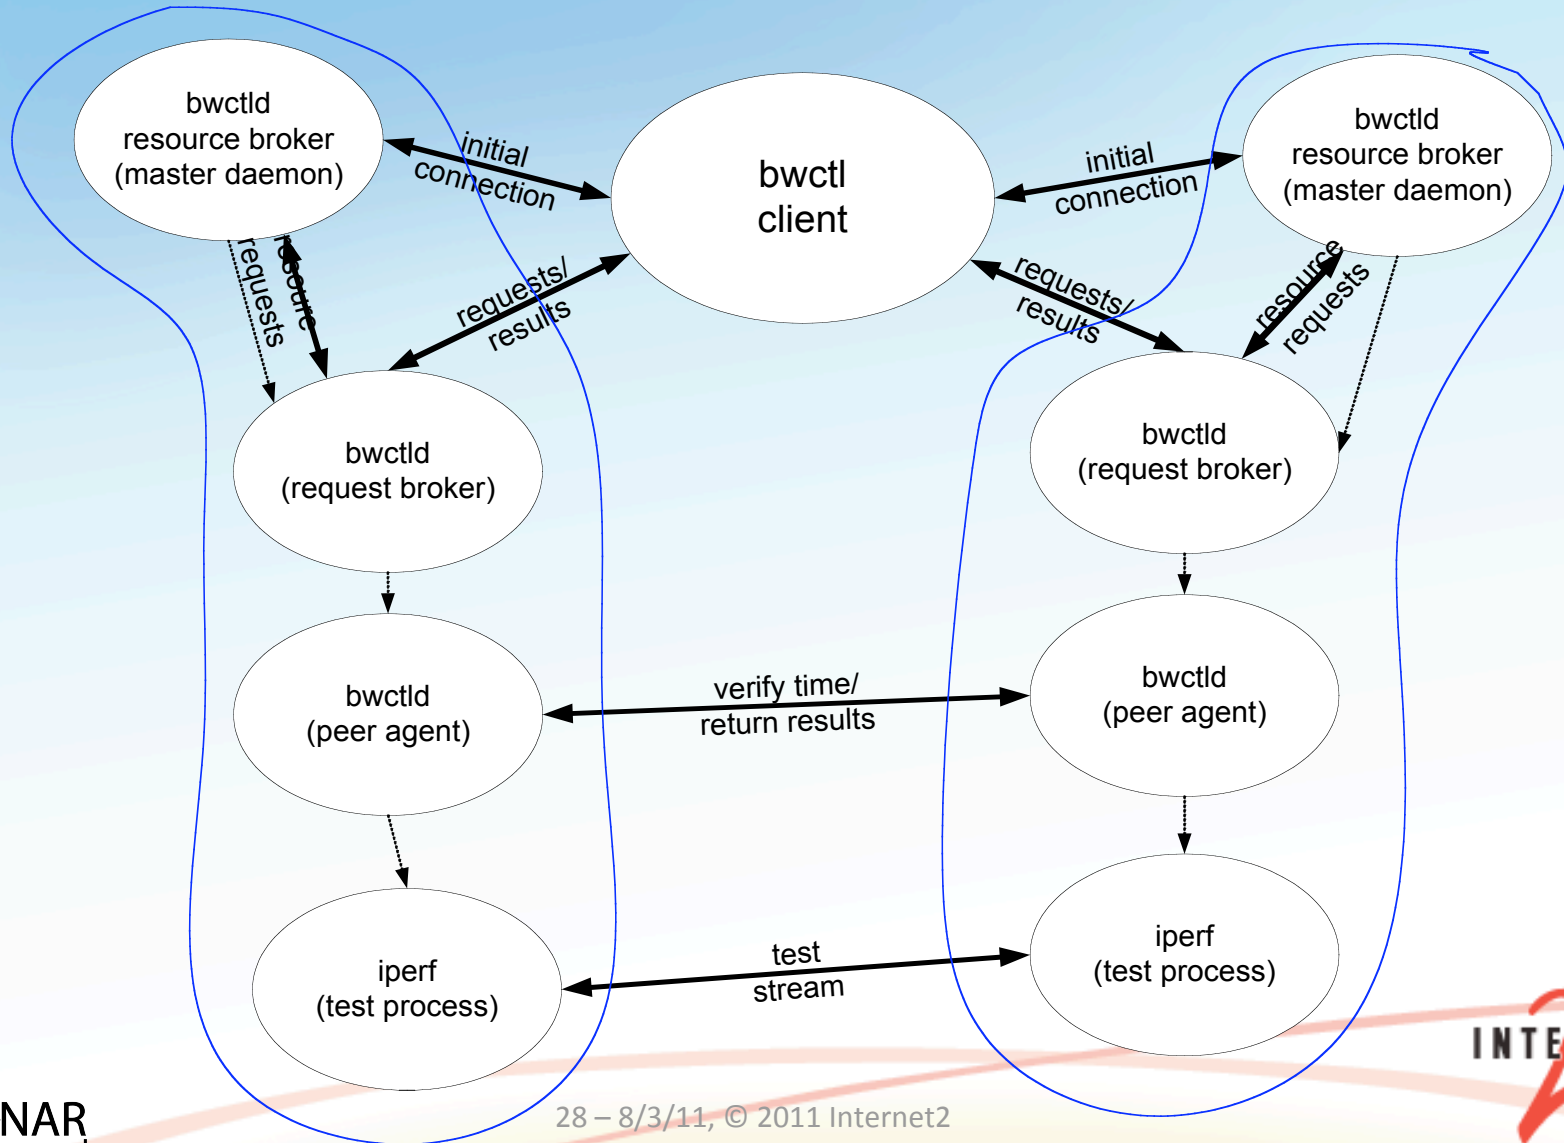 bwctld
resource broker
(master daemon)
initial
connection
bwctl
client
initial
connection
bwctld
resource broker
(master daemon)
resoure
requests
requests/
results
requests/
results
resource
requests
bwctld
(request broker)
bwctld
(request broker)
bwctld
(peer agent)
verify time/
return results
bwctld
(peer agent)
iperf
(test process)
test
stream
iperf
(test process)
INTE
NAR
28 – 8/3/11, © 2011 Internet2